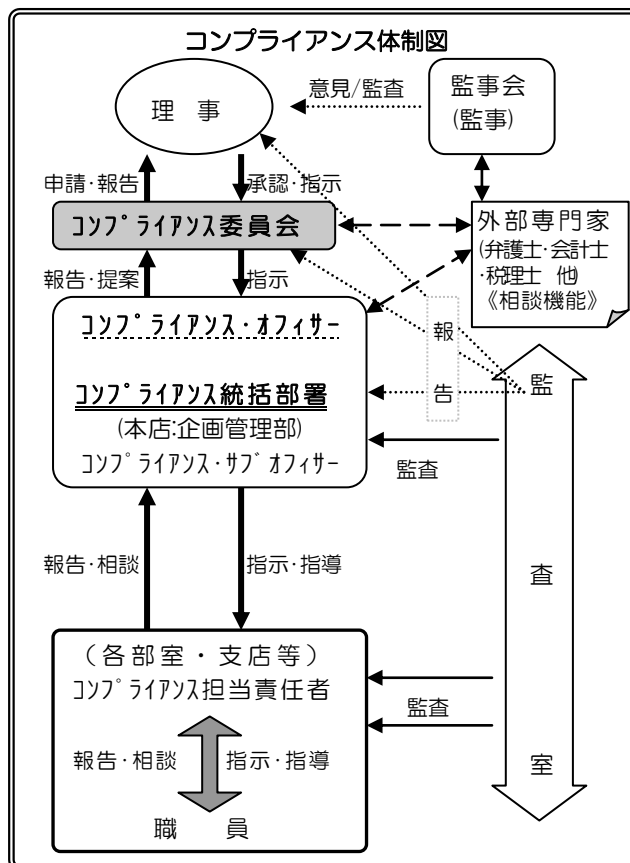 コンプライアンス体制図
理　事
意見/監査
監事会
(監事)
申請・報告
承認・指示
ｺﾝﾌﾟﾗｲｱﾝｽ委員会
外部専門家
(弁護士・会計士
・税理士　他)
《相談機能》
報告・提案
指示
ｺﾝﾌﾟﾗｲｱﾝｽ・ｵﾌｨｻｰ
報
告
ｺﾝﾌﾟﾗｲｱﾝｽ統括部署
(本店:企画管理部)
ｺﾝﾌﾟﾗｲｱﾝｽ・ｻﾌﾞｵﾌｨｻｰ
監査
監
査
室
報告・相談
指示・指導
（各部室・支店等）
ｺﾝﾌﾟﾗｲｱﾝｽ担当責任者
監査
報告・相談
指示・指導
職　員